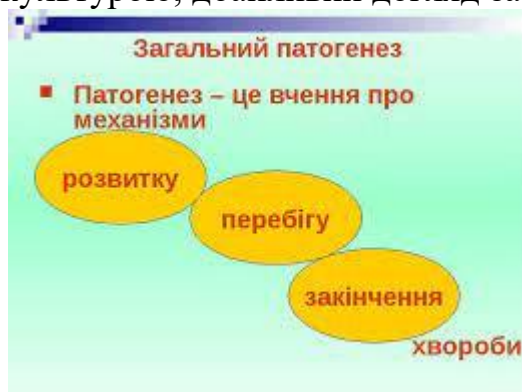 Загальний патогенез
Патогенез – це вчення про
механізми
розвитку
перебігу
закінчення
хвороби